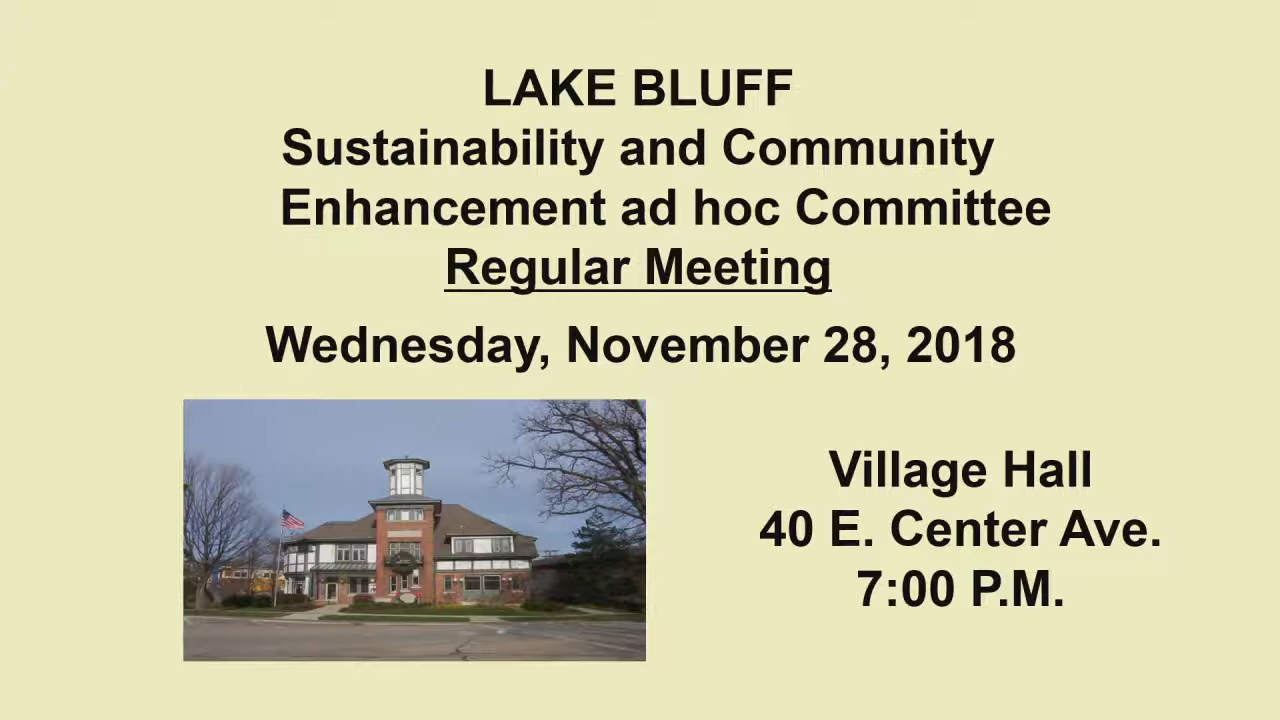 LAKE BLUFF
Sustainability and Community
Enhancement ad hoc Committee
Regular Meeting
Wednesday, November 28, 2018
Village Hall
40 E. Center Ave.
7:00 P.M.